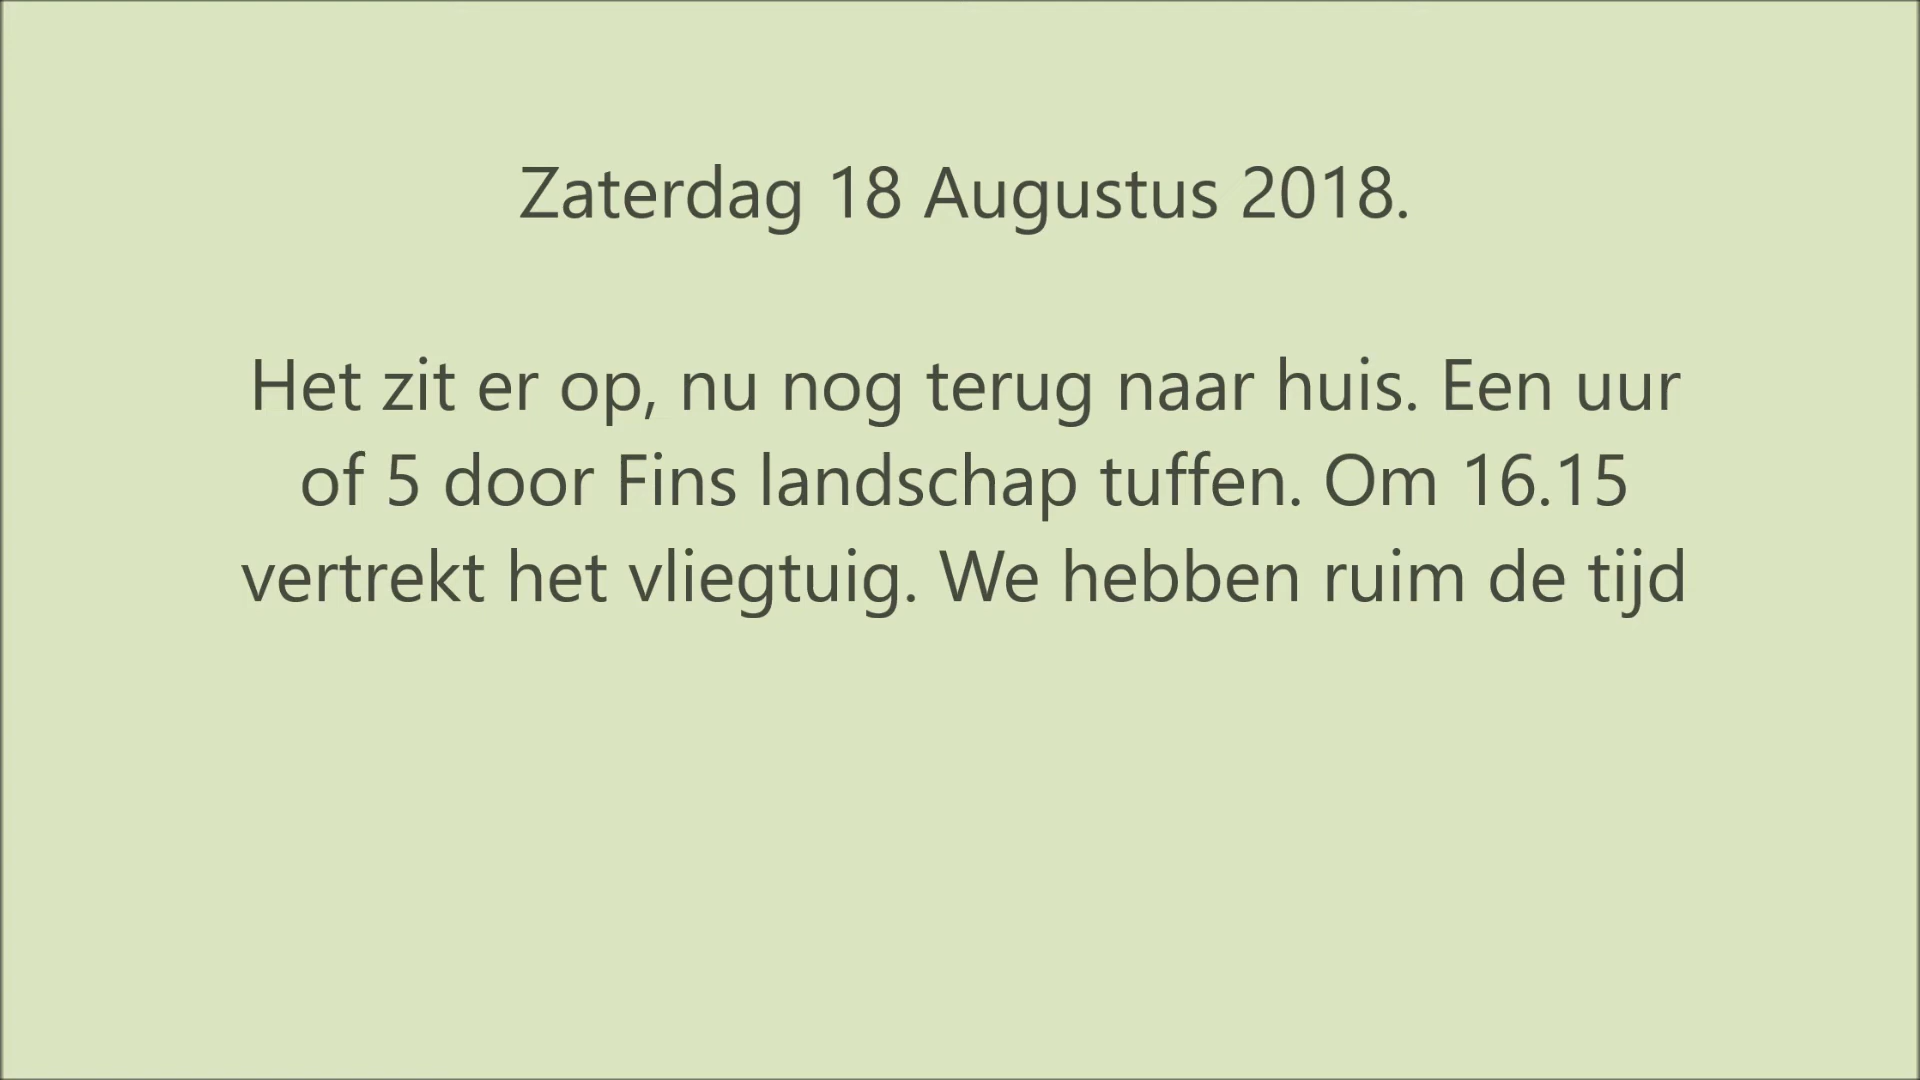 Zaterdag 18 Augustus 2018.
Het zit er op, nu nog terug naar huis. Een uur
of 5 door Fins landschap tuffen. Om 16.15
vertrekt het vliegtuig. We hebben ruim de tijd